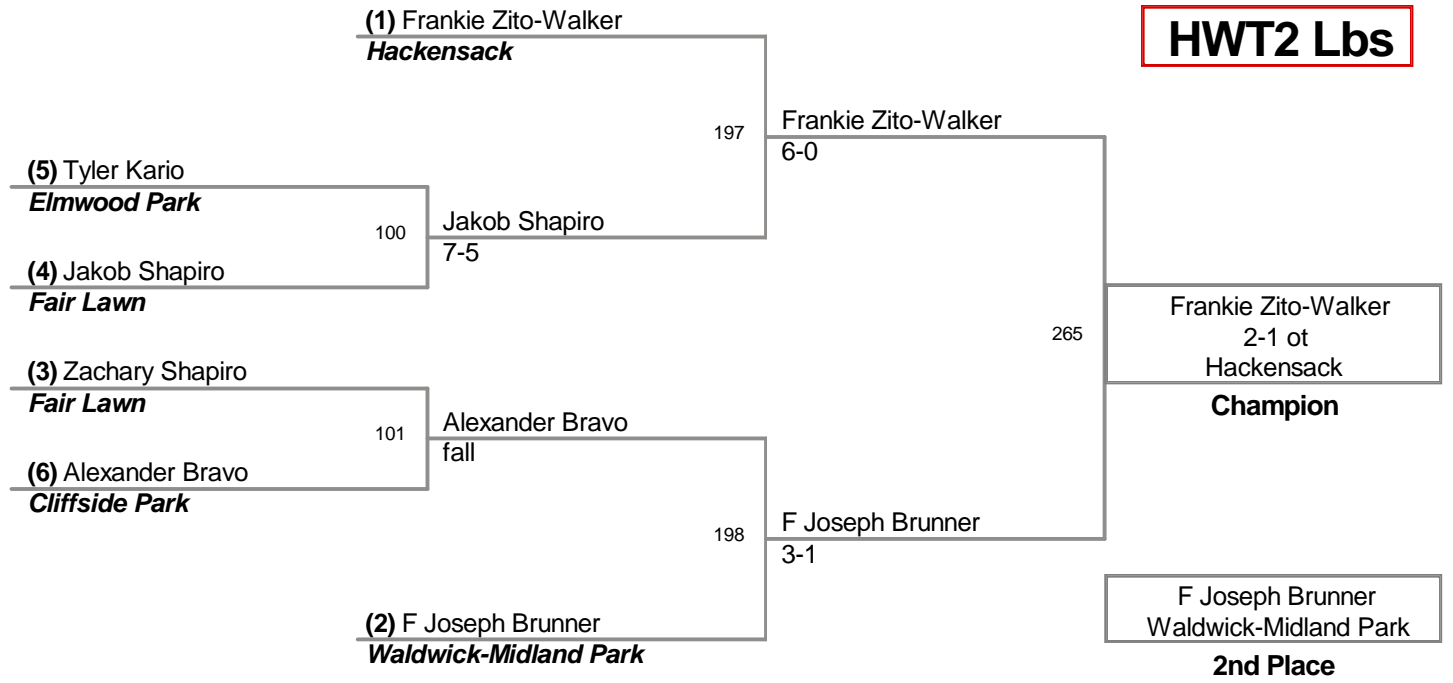 (1) Frankie Zito-Walker
Hackensack
HWT2 Lbs
197
Frankie Zito-Walker
6-0
(5) Tyler Kario
Elmwood Park
100
Jakob Shapiro
7-5
(4) Jakob Shapiro
Fair Lawn
265
Frankie Zito-Walker
2-1 ot
Hackensack
Champion
(3) Zachary Shapiro
Fair Lawn
101
Alexander Bravo
fall
(6) Alexander Bravo
Cliffside Park
198
F Joseph Brunner
3-1
(2) F Joseph Brunner
Waldwick-Midland Park
F Joseph Brunner
Waldwick-Midland Park
2nd Place